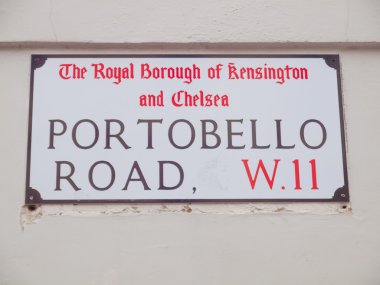 The Royal Borough of Kensington
and Chelsea
PORTOBELLO
ROAD, W.11